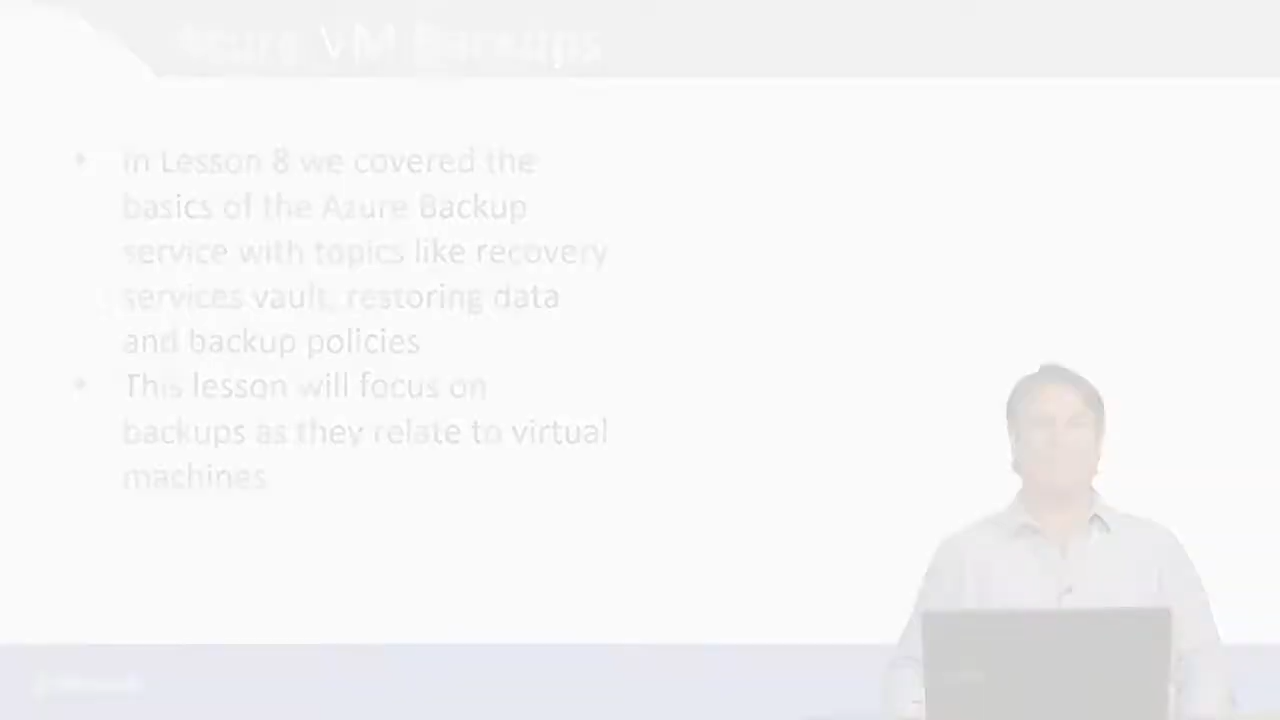 Azure VM Backups
In Lesson 8 we covered the
basics of the Azure Backup
service with topics like recovery
services vault, restoring data
and backup policies
This lesson will focus on
backups as they relate to virtual
machines